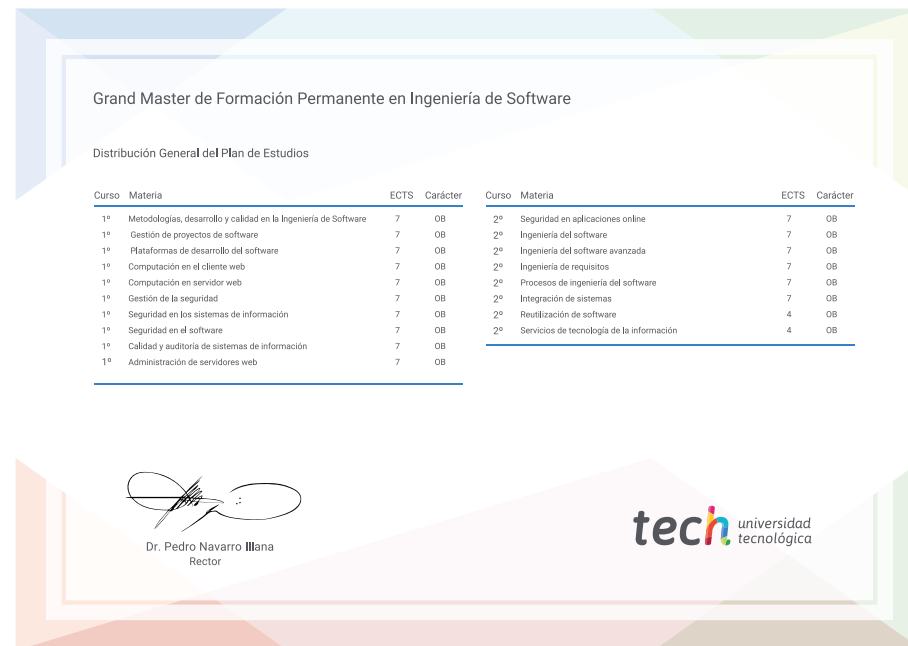 Grand Master de Formación Permanente en Ingeniería de Software
Distribución General del Plan de Estudios
Curso Materia ECTS Carácter
1º Metodologías, desarrollo y calidad en la Ingeniería de Software 7 OB
1º Gestión de proyectos de software 7 OB
1º Plataformas de desarrollo del software 7 OB
1º Computación en el cliente web 7 OB
1º Computación en servidor web 7 OB
1º Gestión de la seguridad 7 OB
1º Seguridad en los sistemas de información 7 OB
1º Seguridad en el software 7 OB
1º Calidad y auditoría de sistemas de información 7 OB
1º Administración de servidores web 7 OB
Curso Materia ECTS Carácter
2º Seguridad en aplicaciones online 7 OB
2º Ingeniería del software 7 OB
2º Ingeniería del software avanzada 7 OB
2º Ingeniería de requisitos 7 OB
2º Procesos de ingeniería del software 7 OB
2º Integración de sistemas 7 OB
2º Reutilización de software 4 OB
2º Servicios de tecnología de la información 4 OB
Dr. Pedro Navarro Illana
Rector
tech universidad
tecnológica